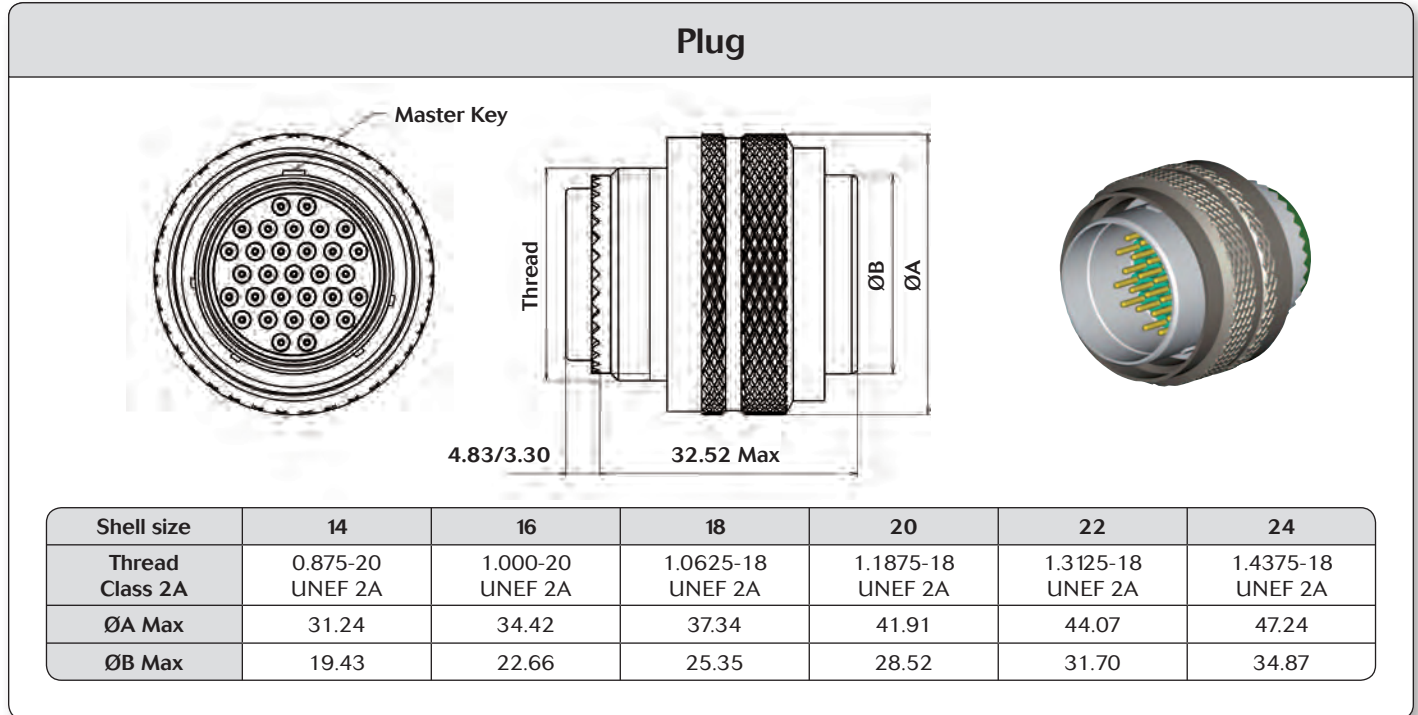 Plug
Master Key
Thread
ØB
ØA
4.83/3.30
32.52 Max
Shell size 14 16 18 20 22 24
Thread 0.875-20 1.000-20 1.0625-18 1.1875-18 1.3125-18 1.4375-18
Class 2A UNEF 2A UNEF 2A UNEF 2A UNEF 2A UNEF 2A UNEF 2A
ØA Max 31.24 34.42 37.34 41.91 44.07 47.24
ØB Max 19.43 22.66 25.35 28.52 31.70 34.87